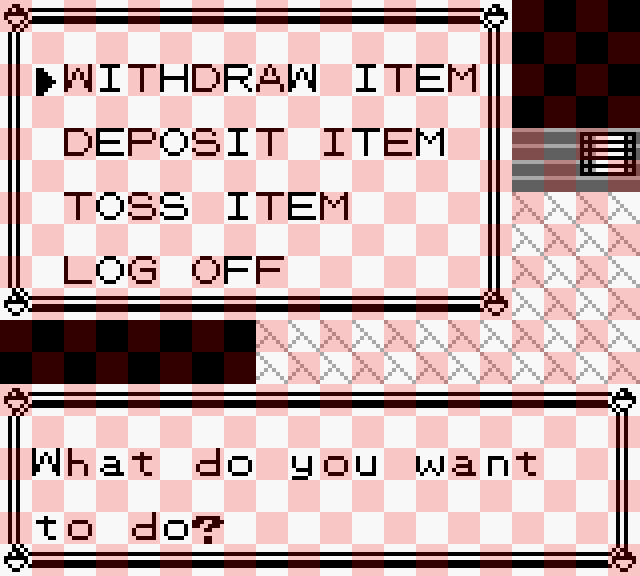 ▶WITHDRAW ITEM
DEPOSIT ITEM
TOSS ITEM
LOG OFF
What do you want
to do?